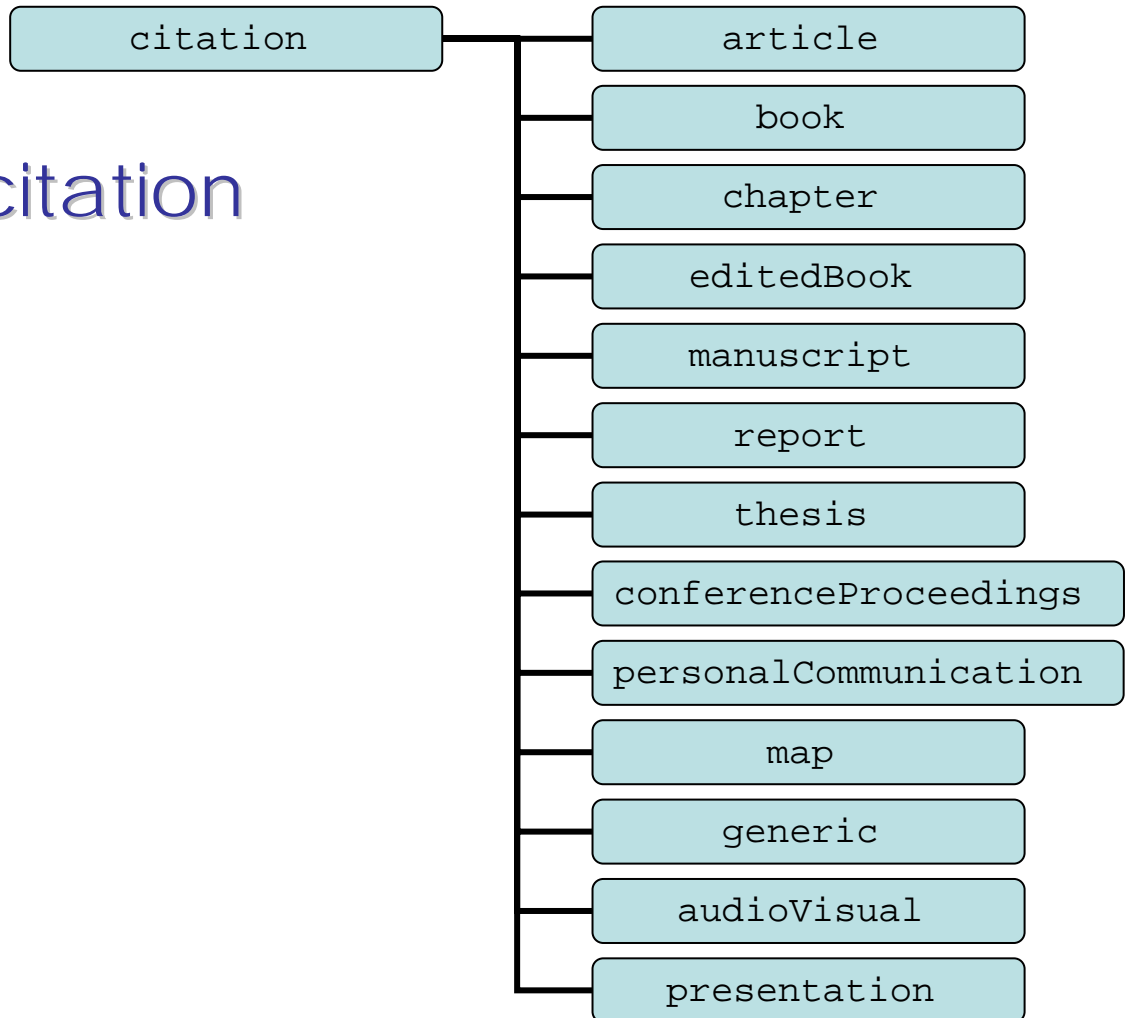 citation
article
book
citation
chapter
editedBook
manuscript
report
thesis
conferenceProceedings
personalCommunication
map
generic
audioVisual
presentation